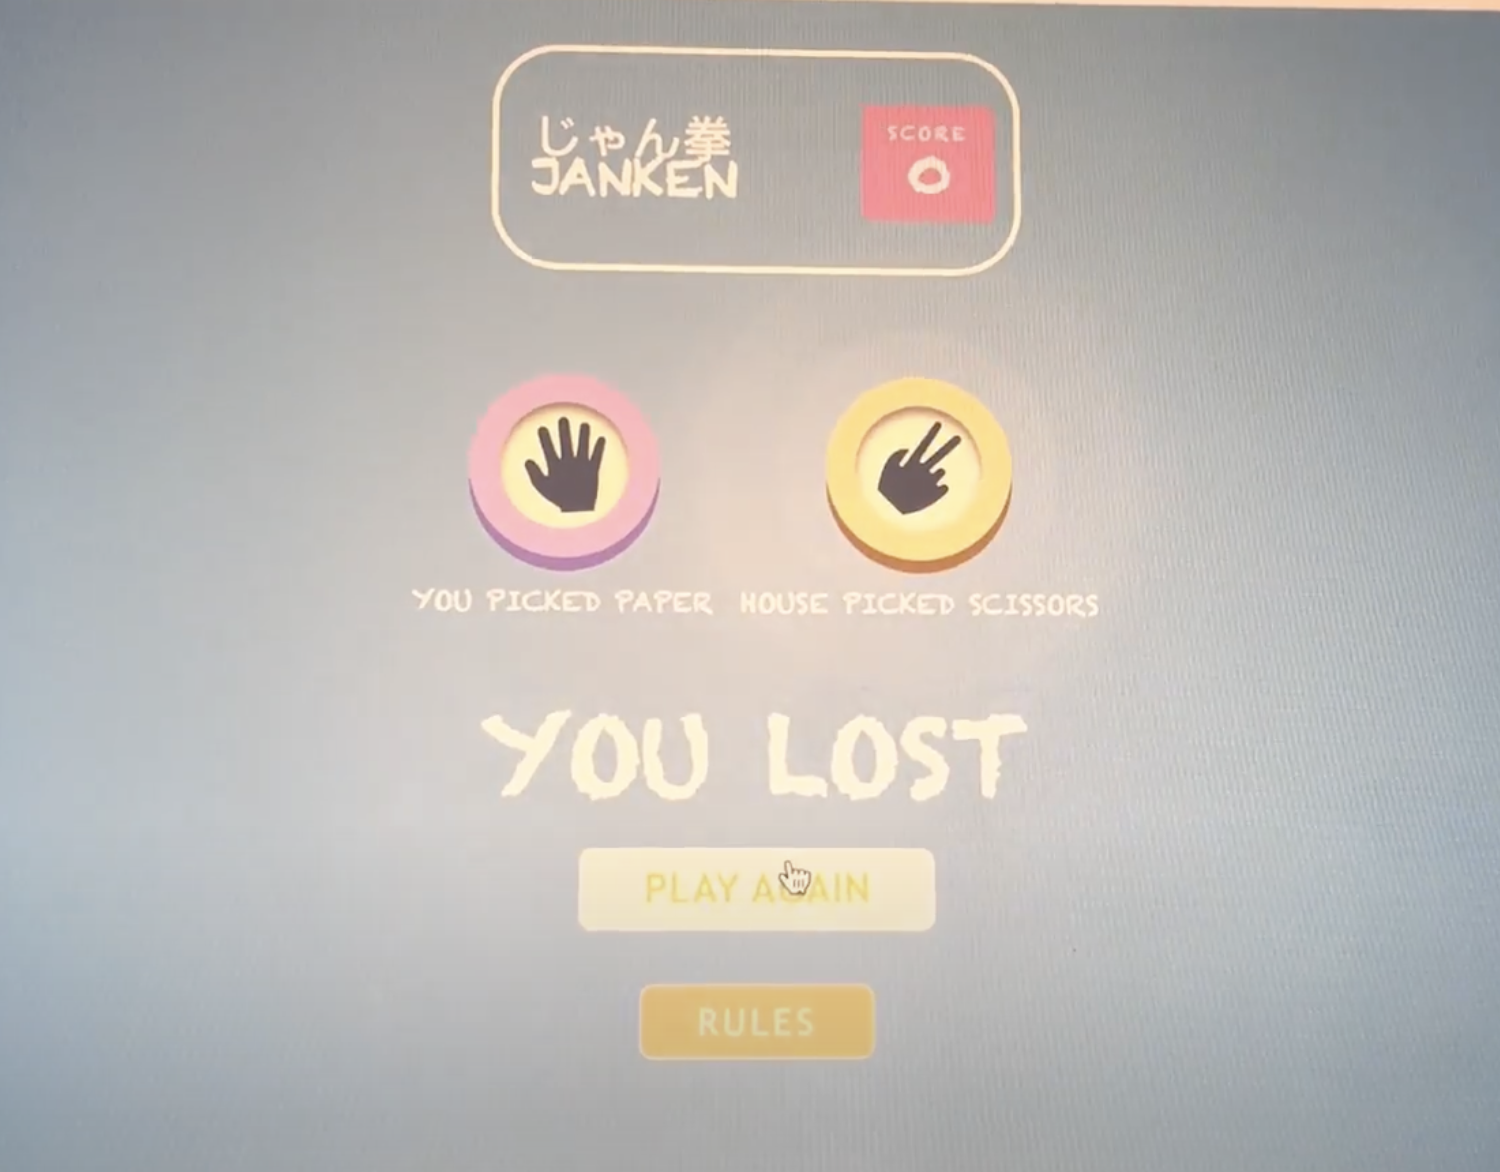 じゃん拳
JANKEN
SCORE
0
YOU PICKED PAPER
HOUSE PICKED SCISSORS
YOU LOST
PLAY AGAIN
RULES